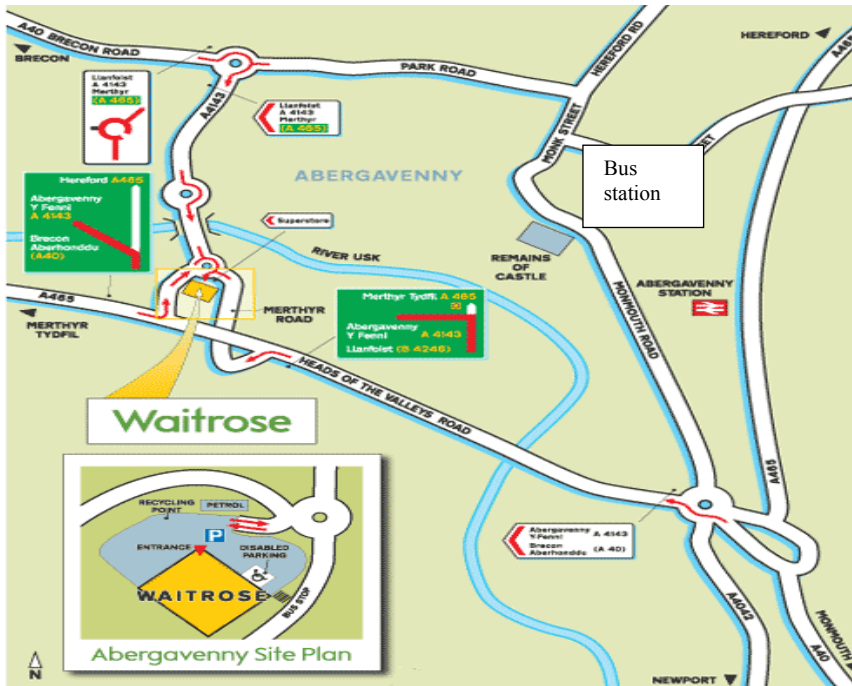 A40 BRECON ROAD
BRECON
Llanfoist
A 4143
Merthyr
(A 465)
A4143
Llanfoist
A 4143
Merthyr
(A 465)
PARK ROAD
HEREFORD RD
HEREFORD
A465
MONK STREET
ABERGAVENNY
Bus
station
Hereford A465
Abergavenny
Y Fenni
A 4143
Brecon
Aberhonddu
(A40)
Superstore
RIVER USK
REMAINS
OF
CASTLE
ABERGAVENNY
STATION
MONMOUTH ROAD
A465
MERTHYR
TYDFIL
MERTHYR
ROAD
Merthyr Tydfil A 465
Abergavenny
Y Fenni A 4143
Llanfoist (B 4246)
HEADS OF THE VALLEYS ROAD
Waitrose
A465
Abergavenny A 4143
Y Fenni
Brecon (A 40)
Aberhonddu
RECYCLING
POINT
PETROL
P
ENTRANCE
DISABLED
PARKING
WAITROSE
BUS STOP
Abergavenny Site Plan
N
A4042
A40
MONMOUTH
NEWPORT